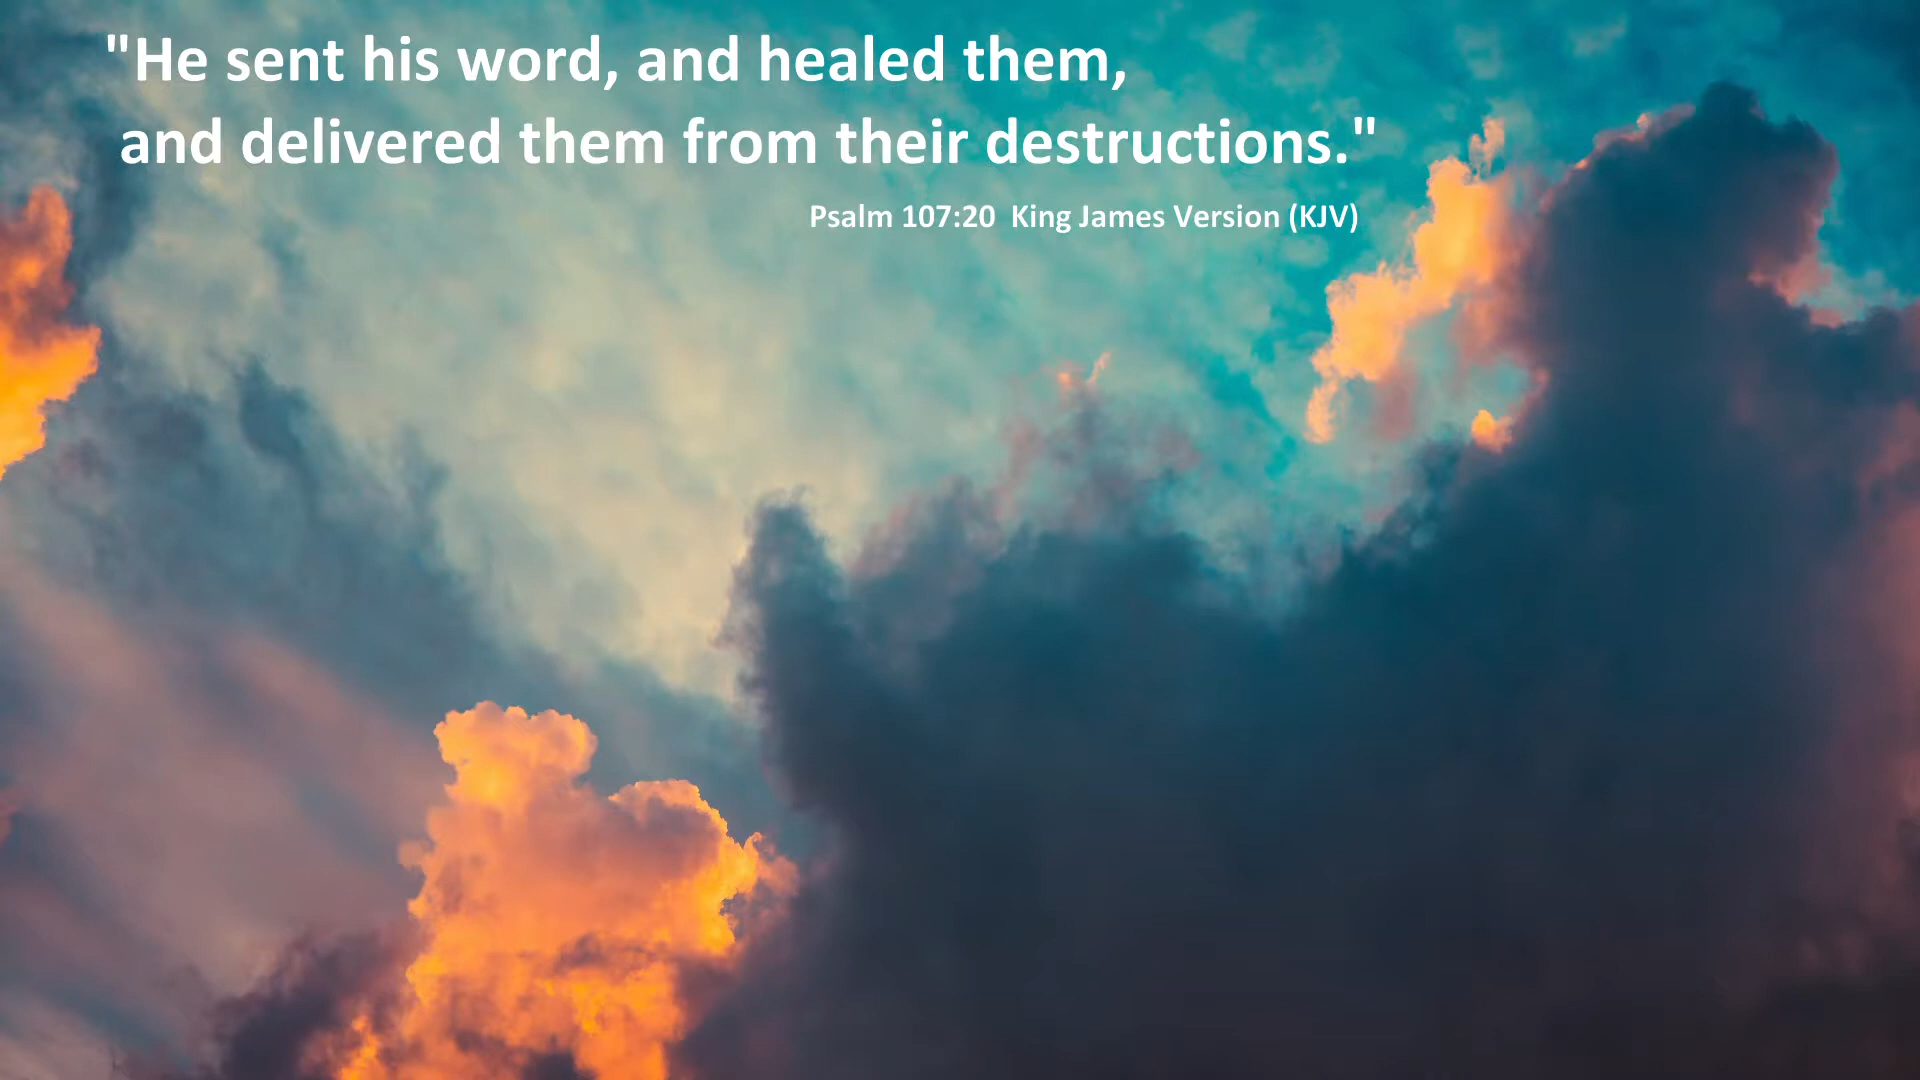 "He sent his word, and healed them,
and delivered them from their destructions."
Psalm 107:20  King James Version (KJV)